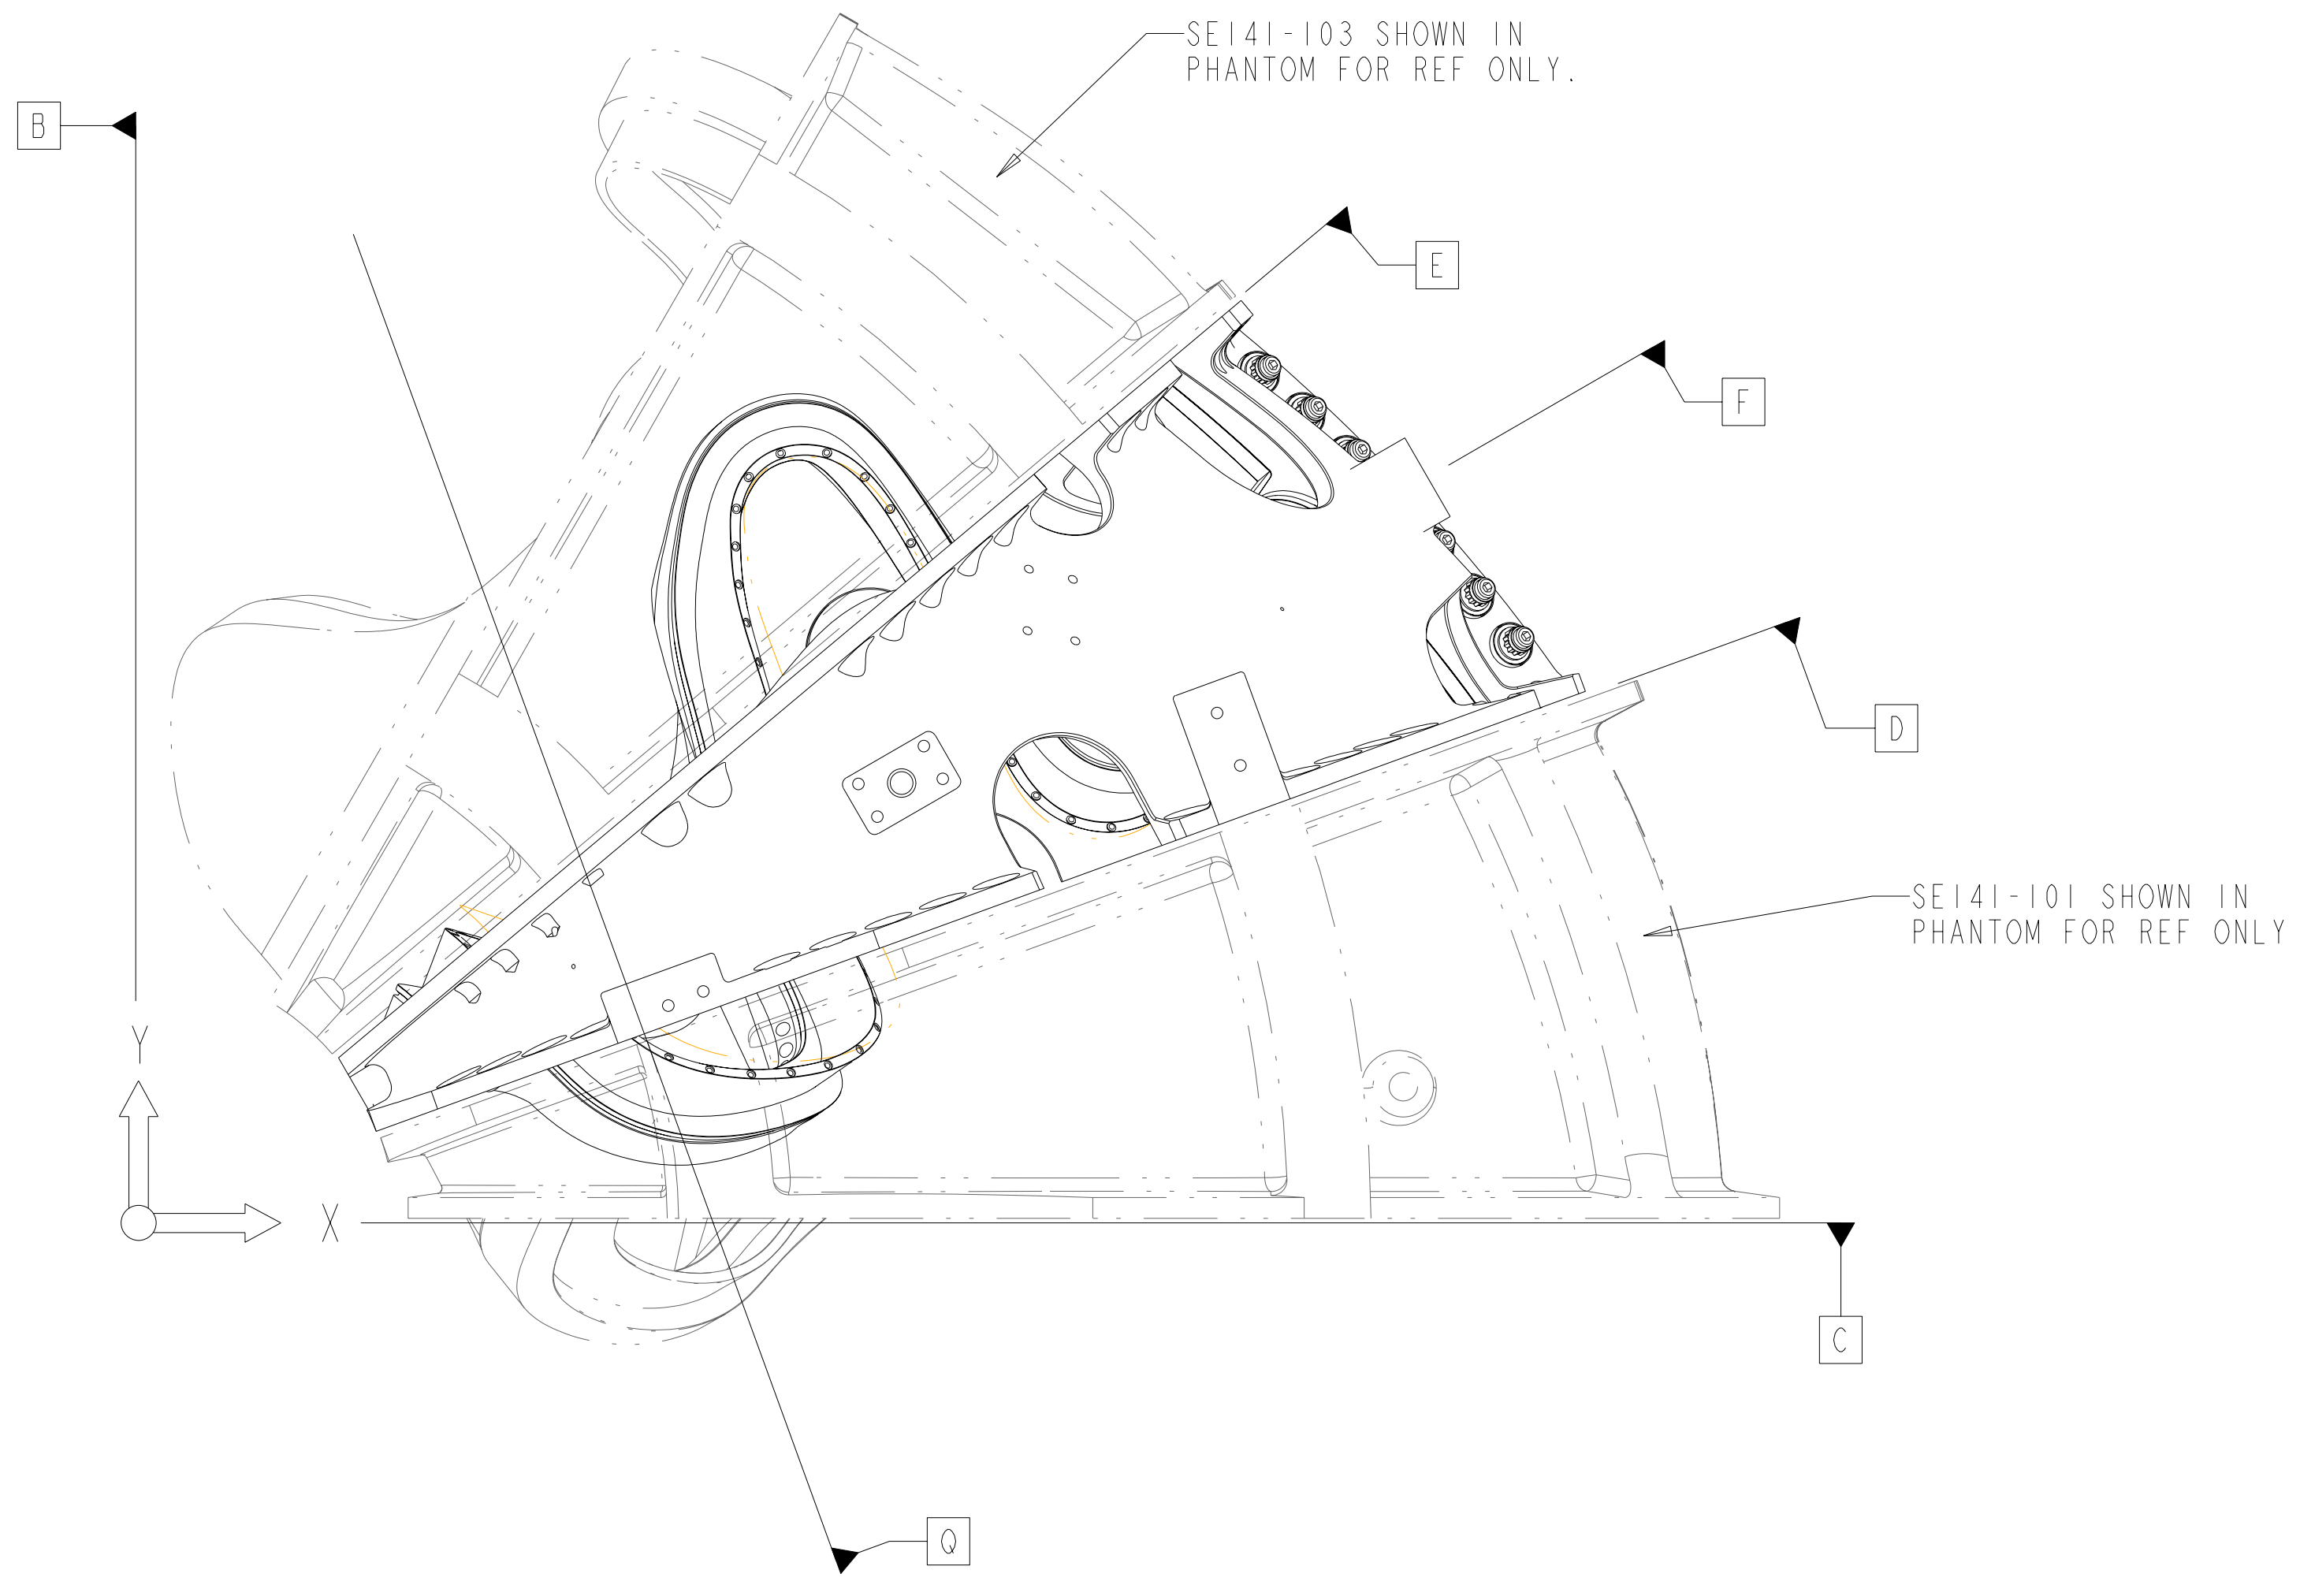 SE141-103 SHOWN IN
PHANTOM FOR REF ONLY.
B
E
F
D
SE141-101 SHOWN IN
PHANTOM FOR REF ONLY
Y
X
C
Q